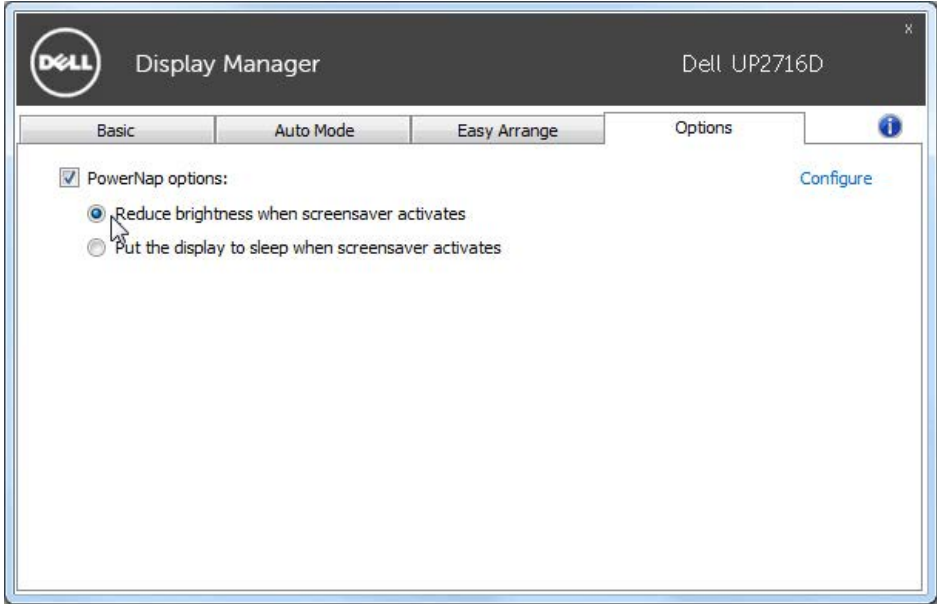 x
DELL Display Manager Dell UP2716D
Basic Auto Mode Easy Arrange Options i
PowerNap options: Configure
Reduce brightness when screensaver activates
Put the display to sleep when screensaver activates